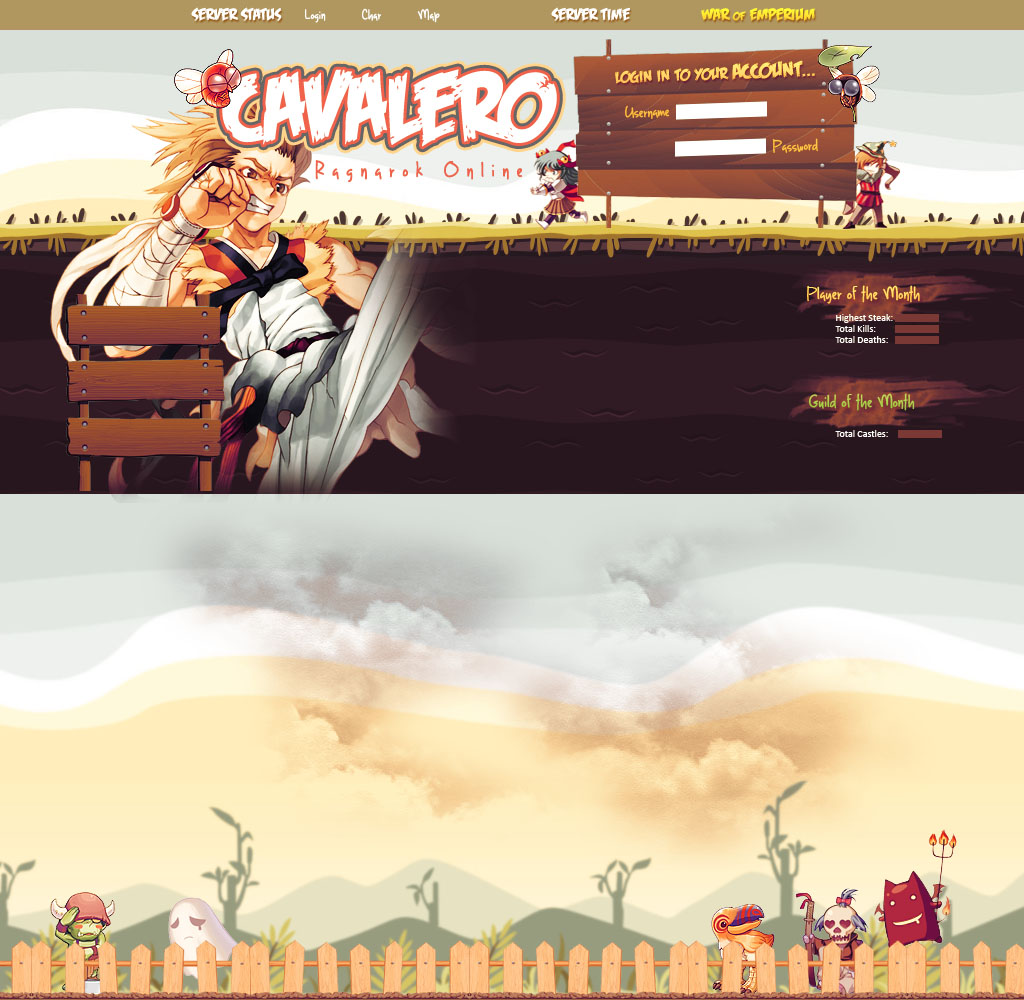 SERVER STATUS Login Char Map SERVER TIME WAR OF EMPERIUM
CAVALERO
Ragnarok Online
LOGIN IN TO YOUR ACCOUNT...
Username
Password
Player of the Month
Highest Steak:
Total Kills:
Total Deaths:
Guild of the Month
Total Castles: